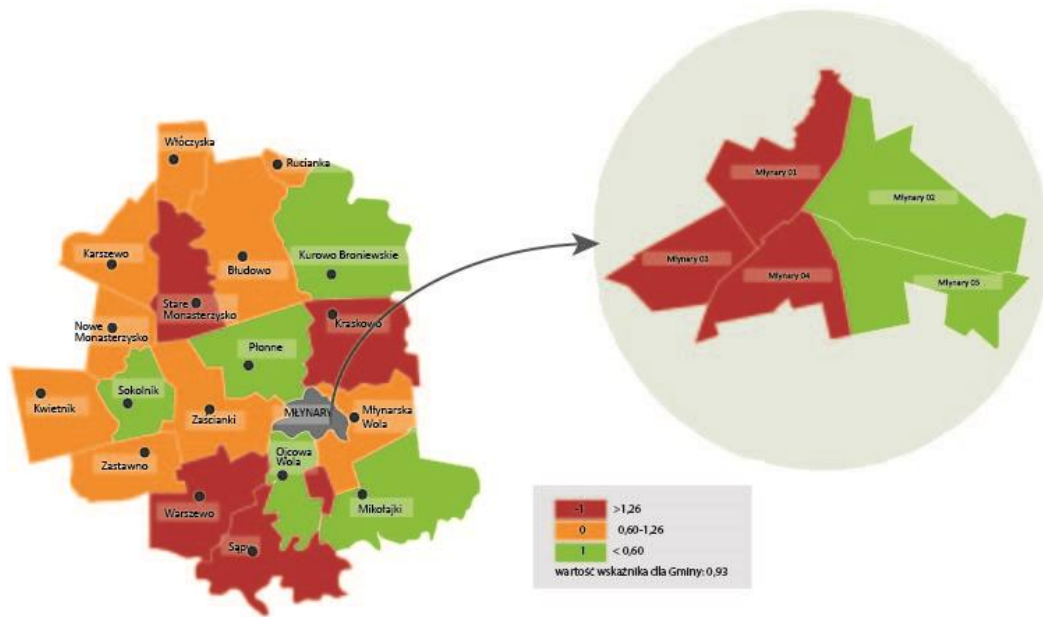 Włóczyska
Rucianka
Karszewo
Błudowo
Kurowo Broniewskie
Stare
Monasterzysko
Kraskowo
Nowe
Monasterzysko
Płonne
Sokolnik
Kwietnik
Zaścianki
MŁYNARY
Młynarska
Wola
Zastawno
Ojcowa
Wola
Warszewo
Mikołajki
Sąpy
Młynary 01
Młynary 02
Młynary 03
Młynary 04
Młynary 05
-1 >1,26
0 0,60-1,26
1 < 0,60
wartość wskaźnika dla Gminy: 0,93